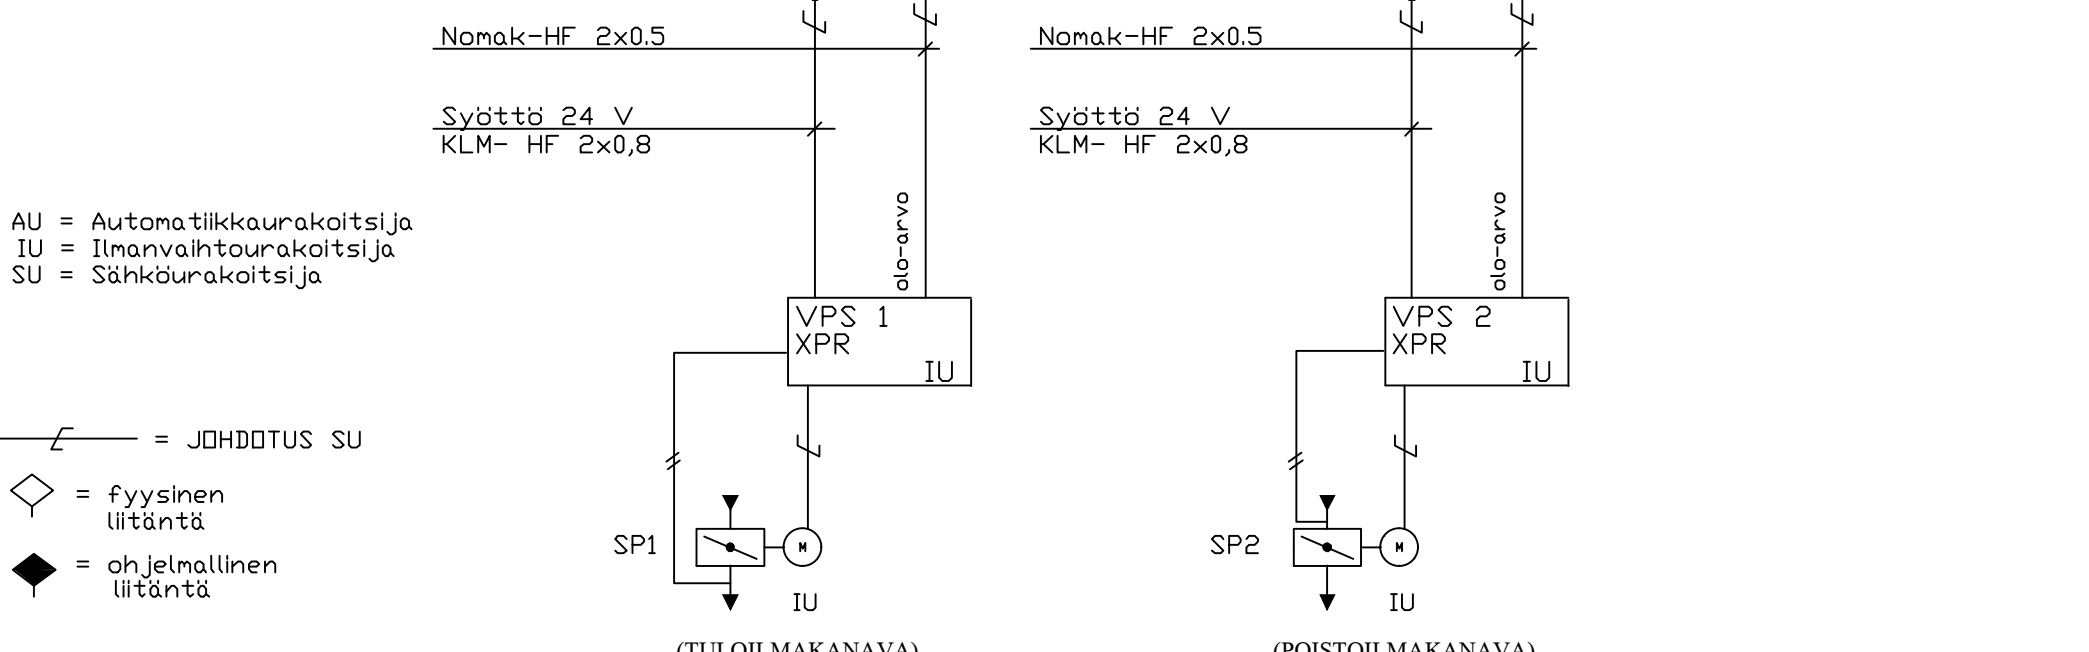 Nomak-HF 2x0.5
Syöttö 24 V
KLM- HF 2x0,8
Nomak-HF 2x0.5
Syöttö 24 V
KLM- HF 2x0,8
AU = Automatiikkaurakoitsija
IU = Ilmanvaihtourakoitsija
SU = Sähköurakoitsija
olo-arvo
olo-arvo
VPS 1
XPR
IU
VPS 2
XPR
IU
= JOHDOTUS SU
= fyysinen
liitäntä
= ohjelmallinen
liitäntä
SP1
M
IU
SP2
M
IU
(TULOILMAKANAVA)
(POISTOILMAKANAVA)